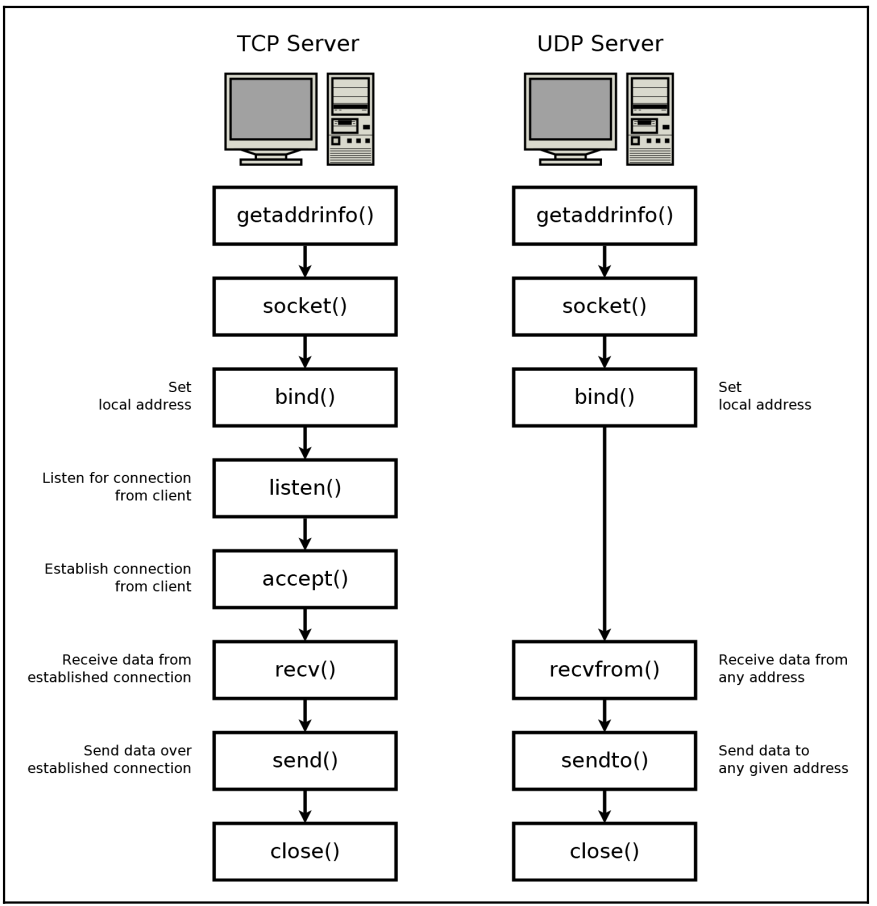 TCP Server
UDP Server
getaddrinfo()
getaddrinfo()
socket()
socket()
Set
local address
bind()
bind()
Set
local address
Listen for connection
from client
listen()
Establish connection
from client
accept()
Receive data from
established connection
recv()
recvfrom()
Receive data from
any address
Send data over
established connection
send()
sendto()
Send data to
any given address
close()
close()